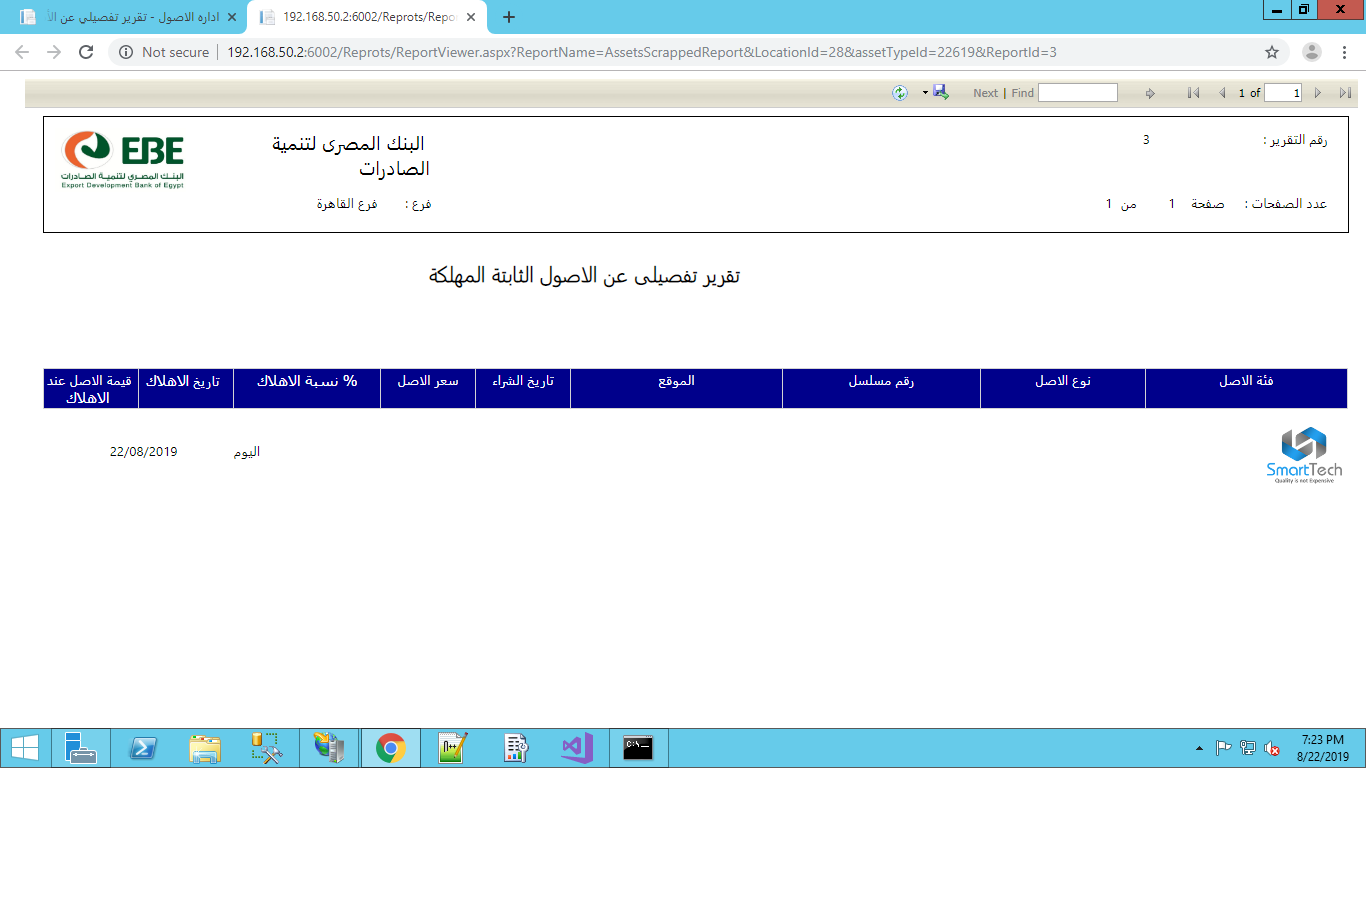 اداره الاصول - تقرير تفصيلي عن الأ
192.168.50.2:6002/Reprots/Repo
Not secure
192.168.50.2:6002/Reprots/ReportViewer.aspx?ReportName=AssetsScrappedReport&LocationId=28&assetTypeId=22619&ReportId=3
Next | Find
1 of 1
رقم التقرير : 3
البنك المصرى لتنمية
الصادرات
EBE
البنك المصري لتنمية الصادرات
Export Development Bank of Egypt
عدد الصفحات : صفحة 1 من 1
فرع : فرع القاهرة
تقرير تفصيلى عن الاصول الثابتة المهلكة
فئة الاصل
نوع الاصل
رقم مسلسل
الموقع
تاريخ الشراء
سعر الاصل
% نسبة الاهلاك
تاريخ الاهلاك
قيمة الاصل عند
الاهلاك
اليوم 22/08/2019
SmartTech
Quality is not Expensive
7:23 PM
8/22/2019